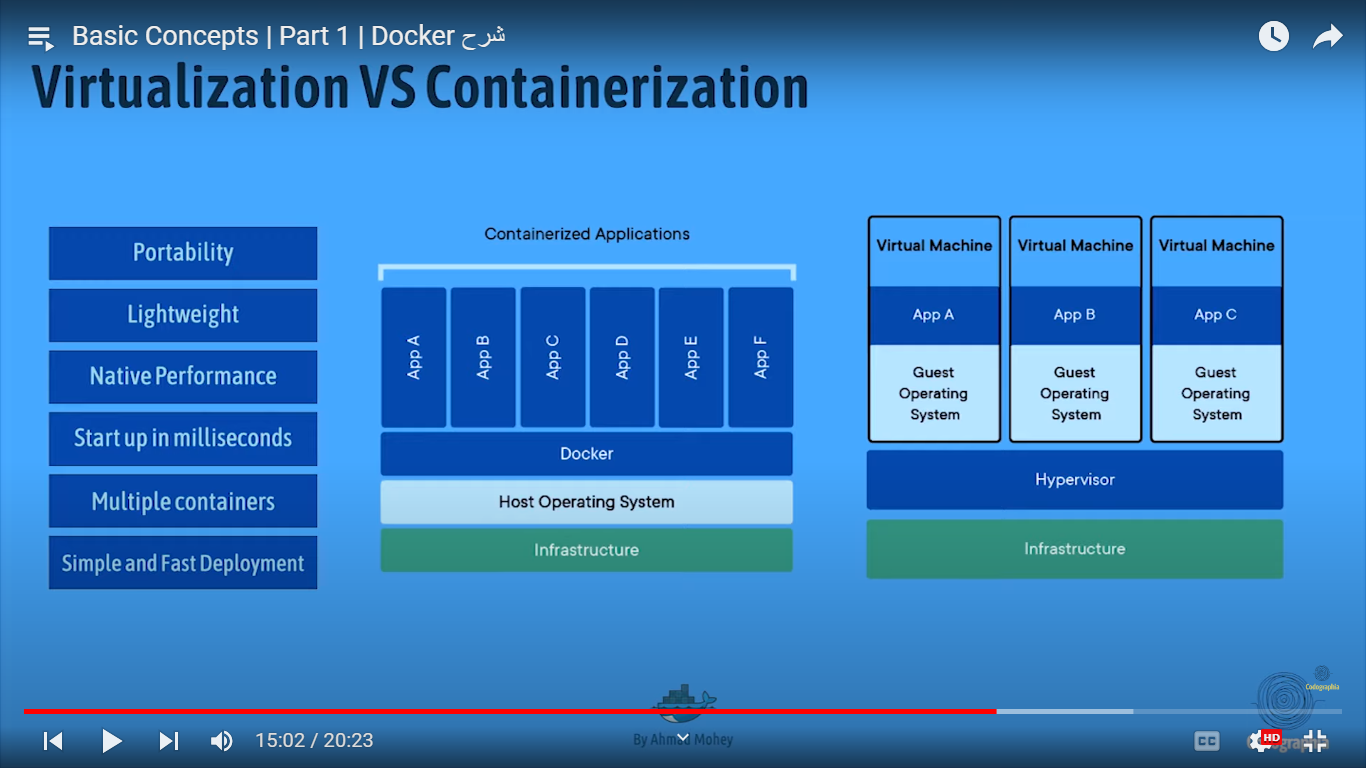 Basic Concepts | Part 1 | Docker شرح
Virtualization VS Containerization
Portability
Lightweight
Native Performance
Start up in milliseconds
Multiple containers
Simple and Fast Deployment
Containerized Applications
App A
App B
App C
App D
App E
App F
Docker
Host Operating System
Infrastructure
Virtual Machine
App A
Guest
Operating
System
Virtual Machine
App B
Guest
Operating
System
Virtual Machine
App C
Guest
Operating
System
Hypervisor
Infrastructure
Codographia
By Ahmad Mohey
15:02 / 20:23
CC
HD